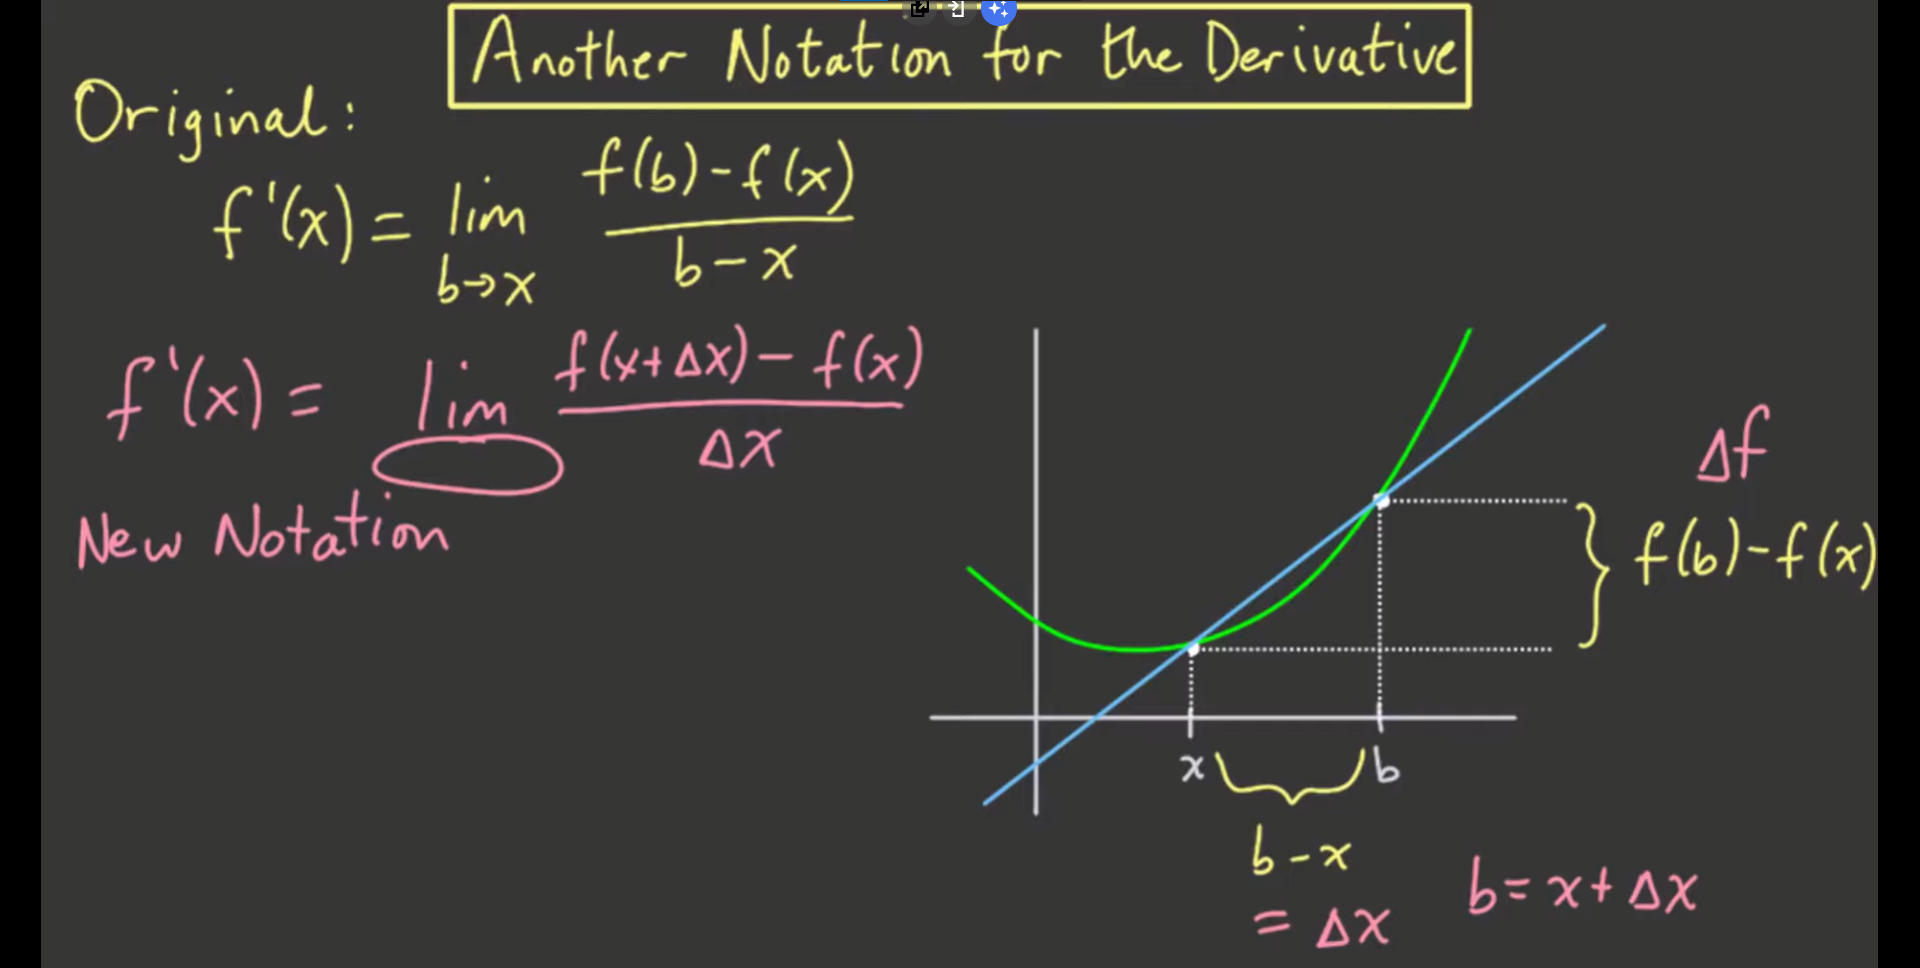 Another Notation for the Derivative
Original:
f'(x) = lim b→x f(b)-f(x) / b-x
f'(x) = lim f(x+Δx)-f(x) / Δx
New Notation
Δf
f(b)-f(x)
x
b
b-x
= Δx
b = x+Δx